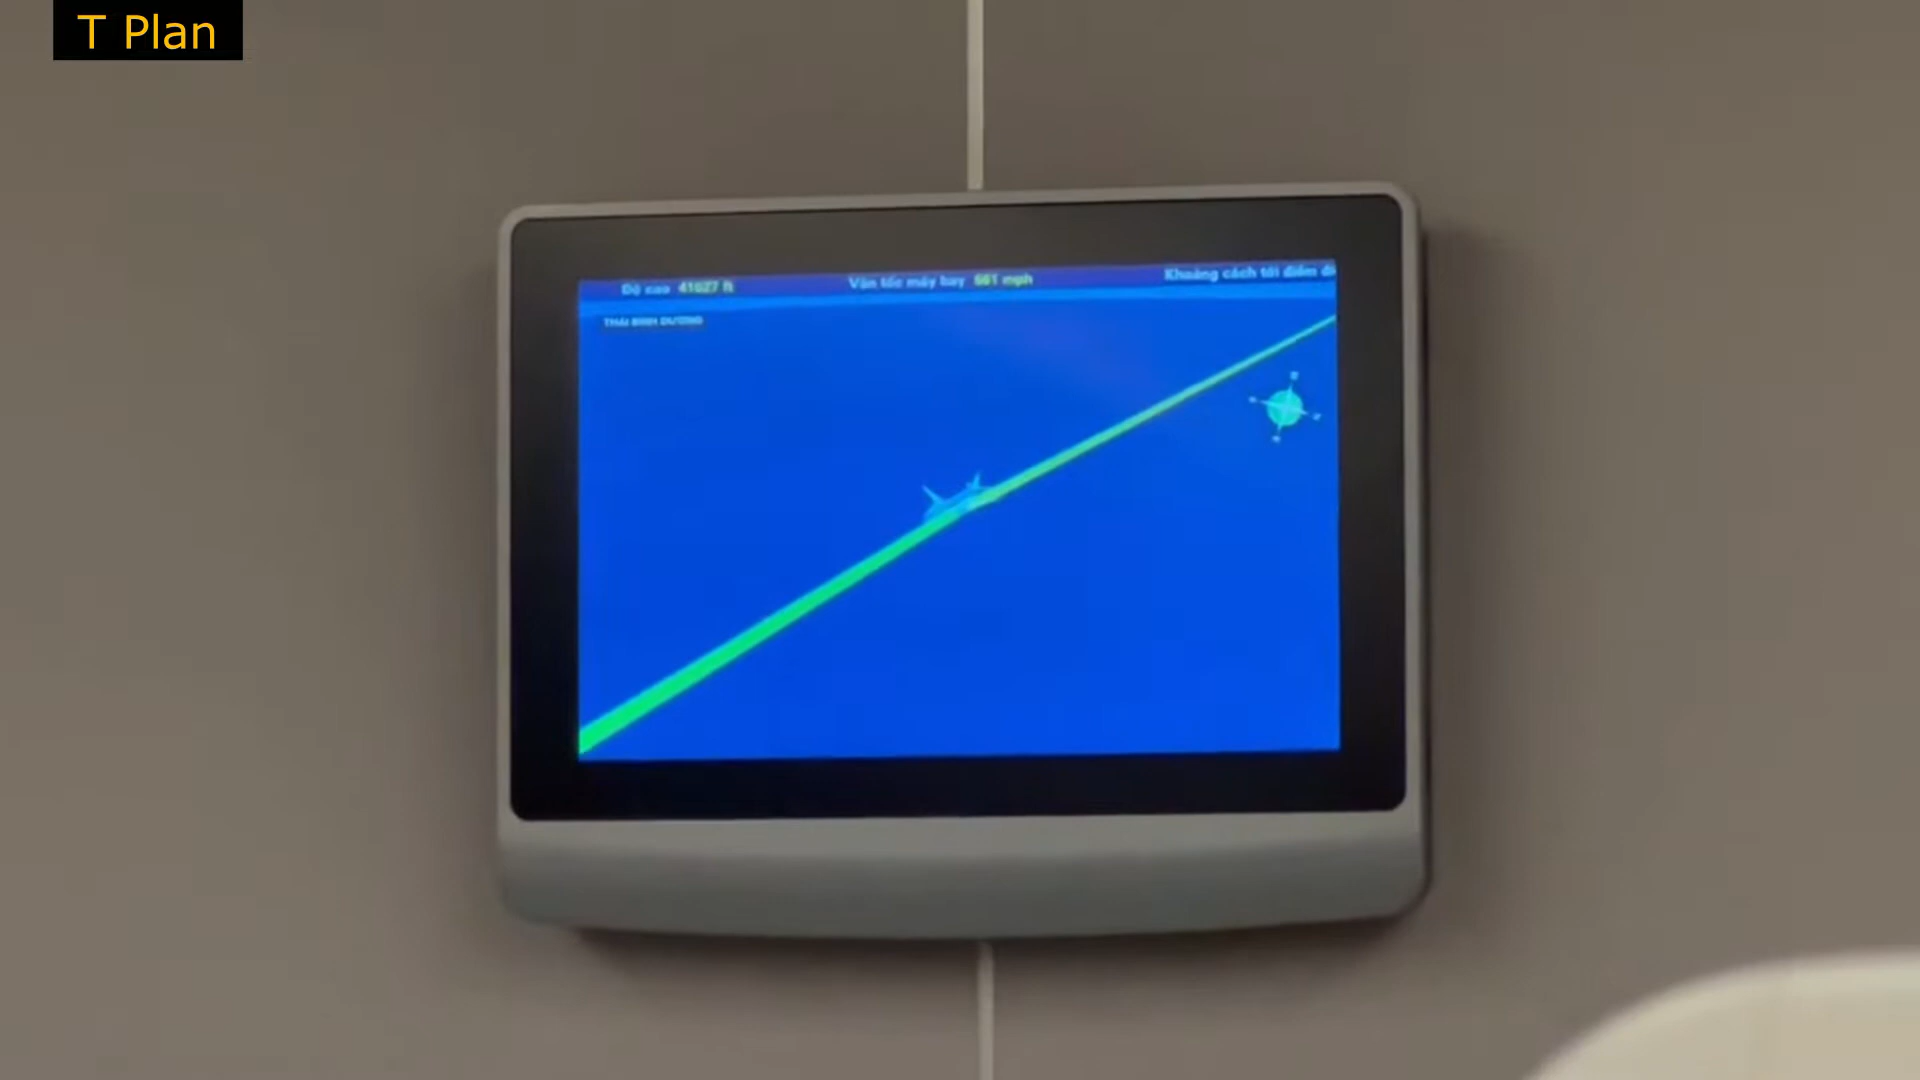 T Plan
Độ cao 41027 ft Vận tốc máy bay 561 mph Khoảng cách tới điểm đi
THÁI BÌNH DƯƠNG